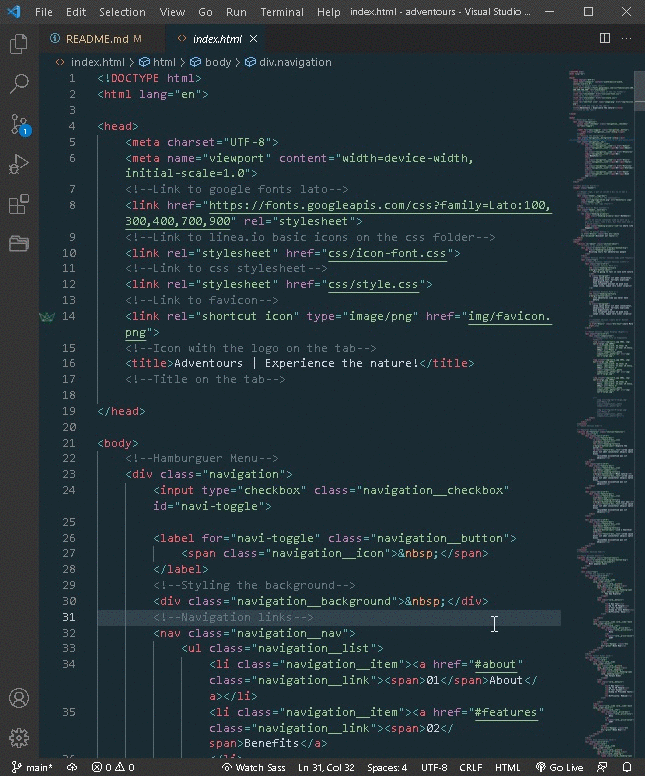 File Edit Selection View Go Run Terminal Help index.html - adventours - Visual Studio ...
README.md M index.html
index.html > html > body > div.navigation
1 <!DOCTYPE html>
2 <html lang="en">
3
4 <head>
5 <meta charset="UTF-8">
6 <meta name="viewport" content="width=device-width,
initial-scale=1.0">
7 <!--Link to google fonts lato-->
8 <link href="https://fonts.googleapis.com/css?family=Lato:100,
300,400,700,900" rel="stylesheet">
9 <!--Link to linea.io basic icons on the css folder-->
10 <link rel="stylesheet" href="css/icon-font.css">
11 <!--Link to css stylesheet-->
12 <link rel="stylesheet" href="css/style.css">
13 <!--Link to favicon-->
14 <link rel="shortcut icon" type="image/png" href="img/favicon.
png">
15 <!--Icon with the logo on the tab-->
16 <title>Adventours | Experience the nature!</title>
17 <!--Title on the tab-->
18
19 </head>
20
21 <body>
22 <!--Hamburguer Menu-->
23 <div class="navigation">
24 <input type="checkbox" class="navigation__checkbox"
id="navi-toggle">
25
26 <label for="navi-toggle" class="navigation__button">
27 <span class="navigation__icon">&nbsp;</span>
28 </label>
29 <!--Styling the background-->
30 <div class="navigation__background">&nbsp;</div>
31 <!--Navigation links-->
32 <nav class="navigation__nav">
33 <ul class="navigation__list">
34 <li class="navigation__item"><a href="#about"
class="navigation__link"><span>01</span>About</
a></li>
35 <li class="navigation__item"><a href="#features"
class="navigation__link"><span>02</
span>Benefits</a>
1
main* 0 0 Watch Sass Ln 31, Col 32 Spaces: 4 UTF-8 CRLF HTML Go Live